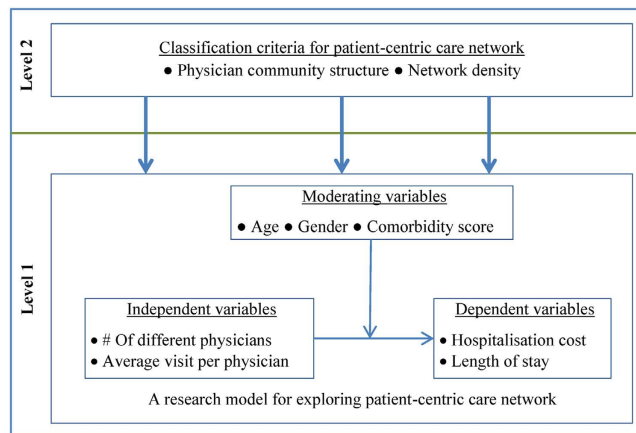 Level 2
Classification criteria for patient-centric care network
● Physician community structure ● Network density
Level 1
Moderating variables
● Age ● Gender ● Comorbidity score
Independent variables
● # Of different physicians
● Average visit per physician
Dependent variables
● Hospitalisation cost
● Length of stay
A research model for exploring patient-centric care network